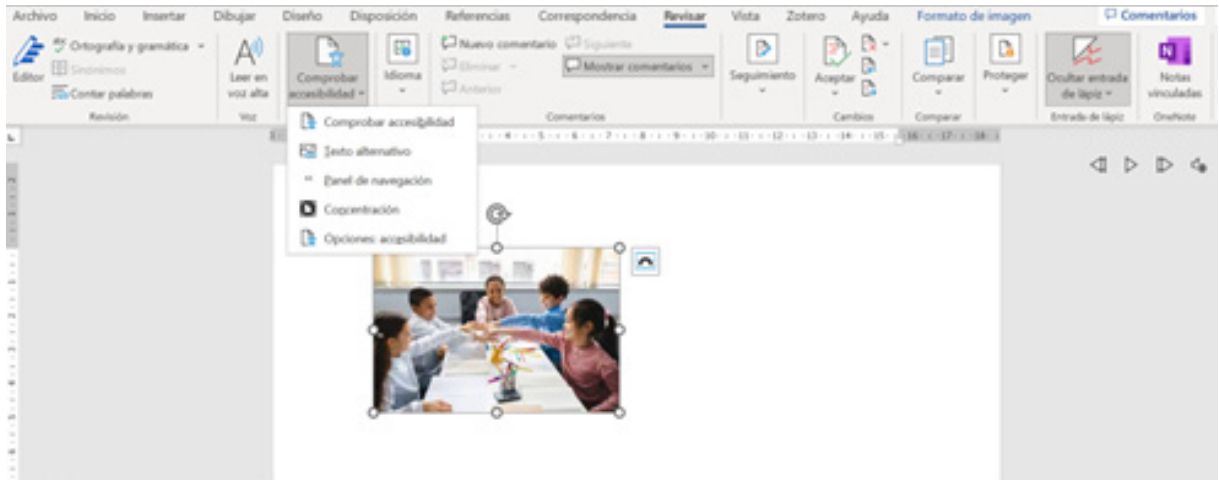 Archivo Inicio Insertar Dibujar Diseño Disposición Referencias Correspondencia Revisar Vista Zotero Ayuda Formato de imagen Comentarios
Editor
Ortografía y gramática
Sinónimos
Contar palabras
Revisión
Leer en voz alta
Voz
Comprobar accesibilidad
Idioma
Nuevo comentario
Eliminar
Anterior
Siguiente
Mostrar comentarios
Comentarios
Seguimiento
Aceptar
Cambios
Comparar
Comparar
Proteger
Ocultar entrada de lápiz
Entrada de lápiz
Notas vinculadas
OneNote
Comprobar accesibilidad
Texto alternativo
Panel de navegación
Concentración
Opciones: accesibilidad